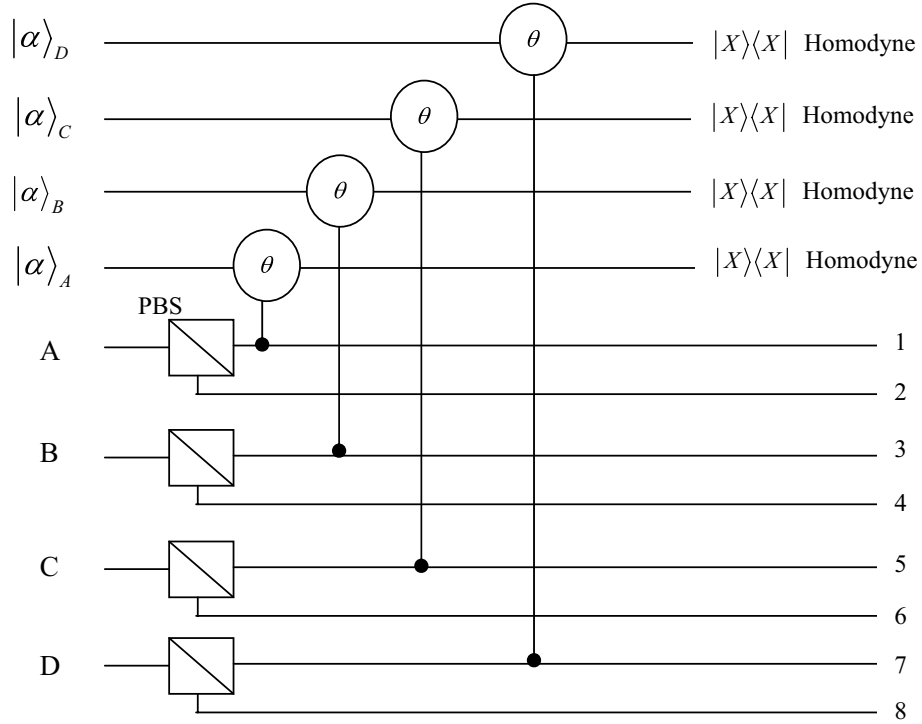 |α⟩_D θ |X⟩⟨X| Homodyne
|α⟩_C θ |X⟩⟨X| Homodyne
|α⟩_B θ |X⟩⟨X| Homodyne
|α⟩_A θ |X⟩⟨X| Homodyne
PBS
A 1
2
B 3
4
C 5
6
D 7
8